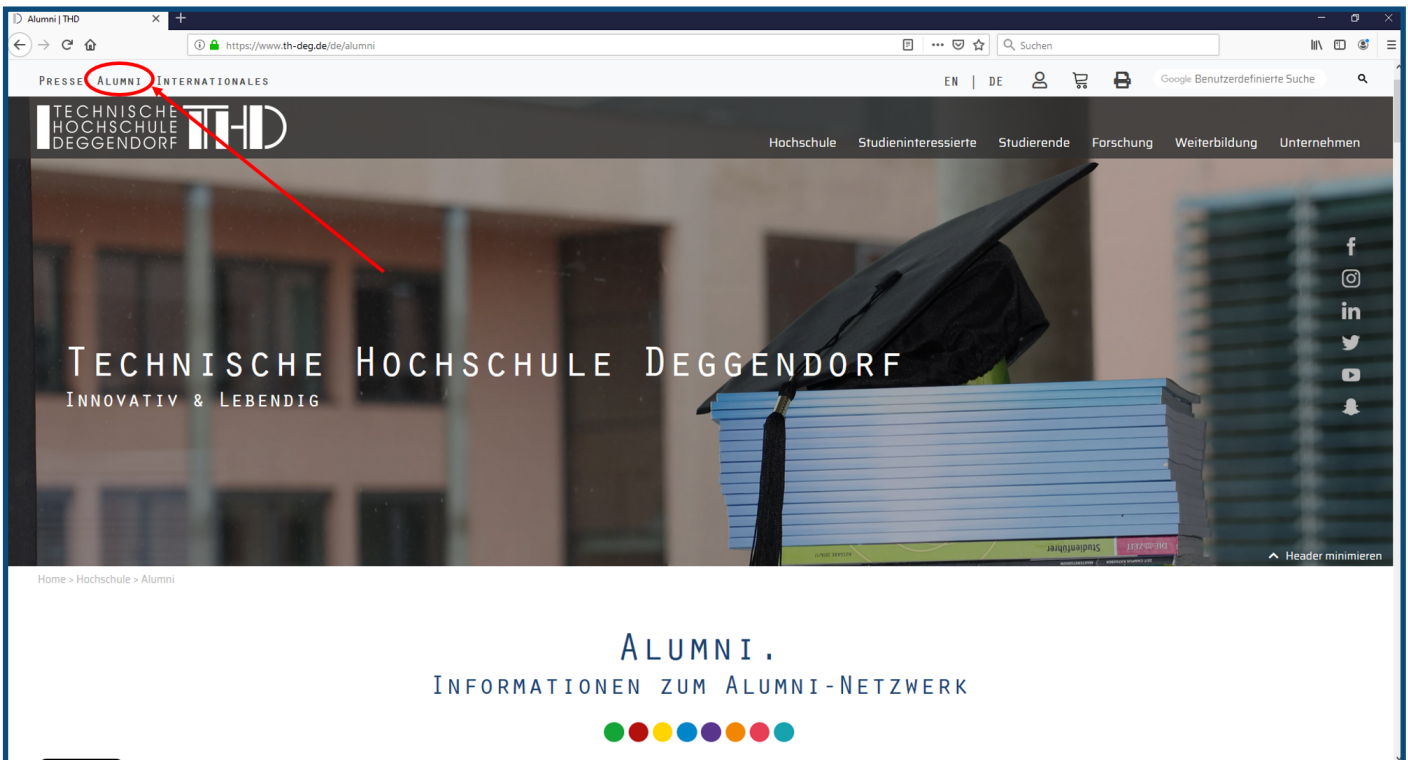 Alumni | THD
https://www.th-deg.de/de/alumni
Suchen
PRESSE ALUMNI INTERNATIONALES
EN | DE
Google Benutzerdefinierte Suche
TECHNISCHE
HOCHSCHULE
DEGGENDORF
THD
Hochschule Studieninteressierte Studierende Forschung Weiterbildung Unternehmen
TECHNISCHE HOCHSCHULE DEGGENDORF
INNOVATIV & LEBENDIG
Studienführer
DIE ZEIT
Header minimieren
Home > Hochschule > Alumni
ALUMNI.
INFORMATIONEN ZUM ALUMNI-NETZWERK